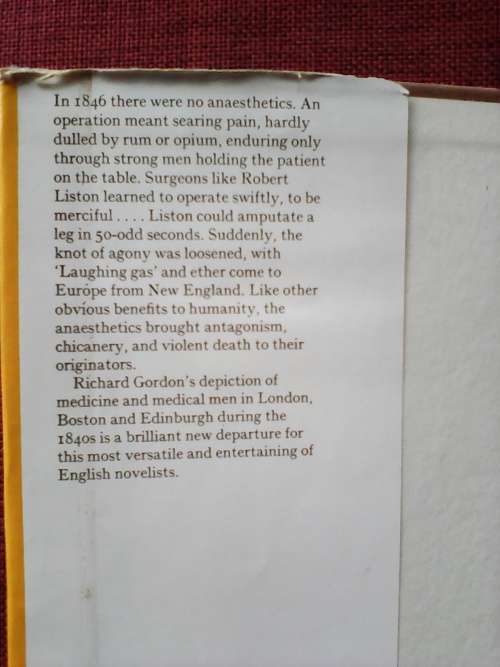 In 1846 there were no anaesthetics. An
operation meant searing pain, hardly
dulled by rum or opium, enduring only
through strong men holding the patient
on the table. Surgeons like Robert
Liston learned to operate swiftly, to be
merciful . . . . Liston could amputate a
leg in 50-odd seconds. Suddenly, the
knot of agony was loosened, with
‘Laughing gas’ and ether come to
Europe from New England. Like other
obvious benefits to humanity, the
anaesthetics brought antagonism,
chicanery, and violent death to their
originators.
Richard Gordon’s depiction of
medicine and medical men in London,
Boston and Edinburgh during the
1840s is a brilliant new departure for
this most versatile and entertaining of
English novelists.